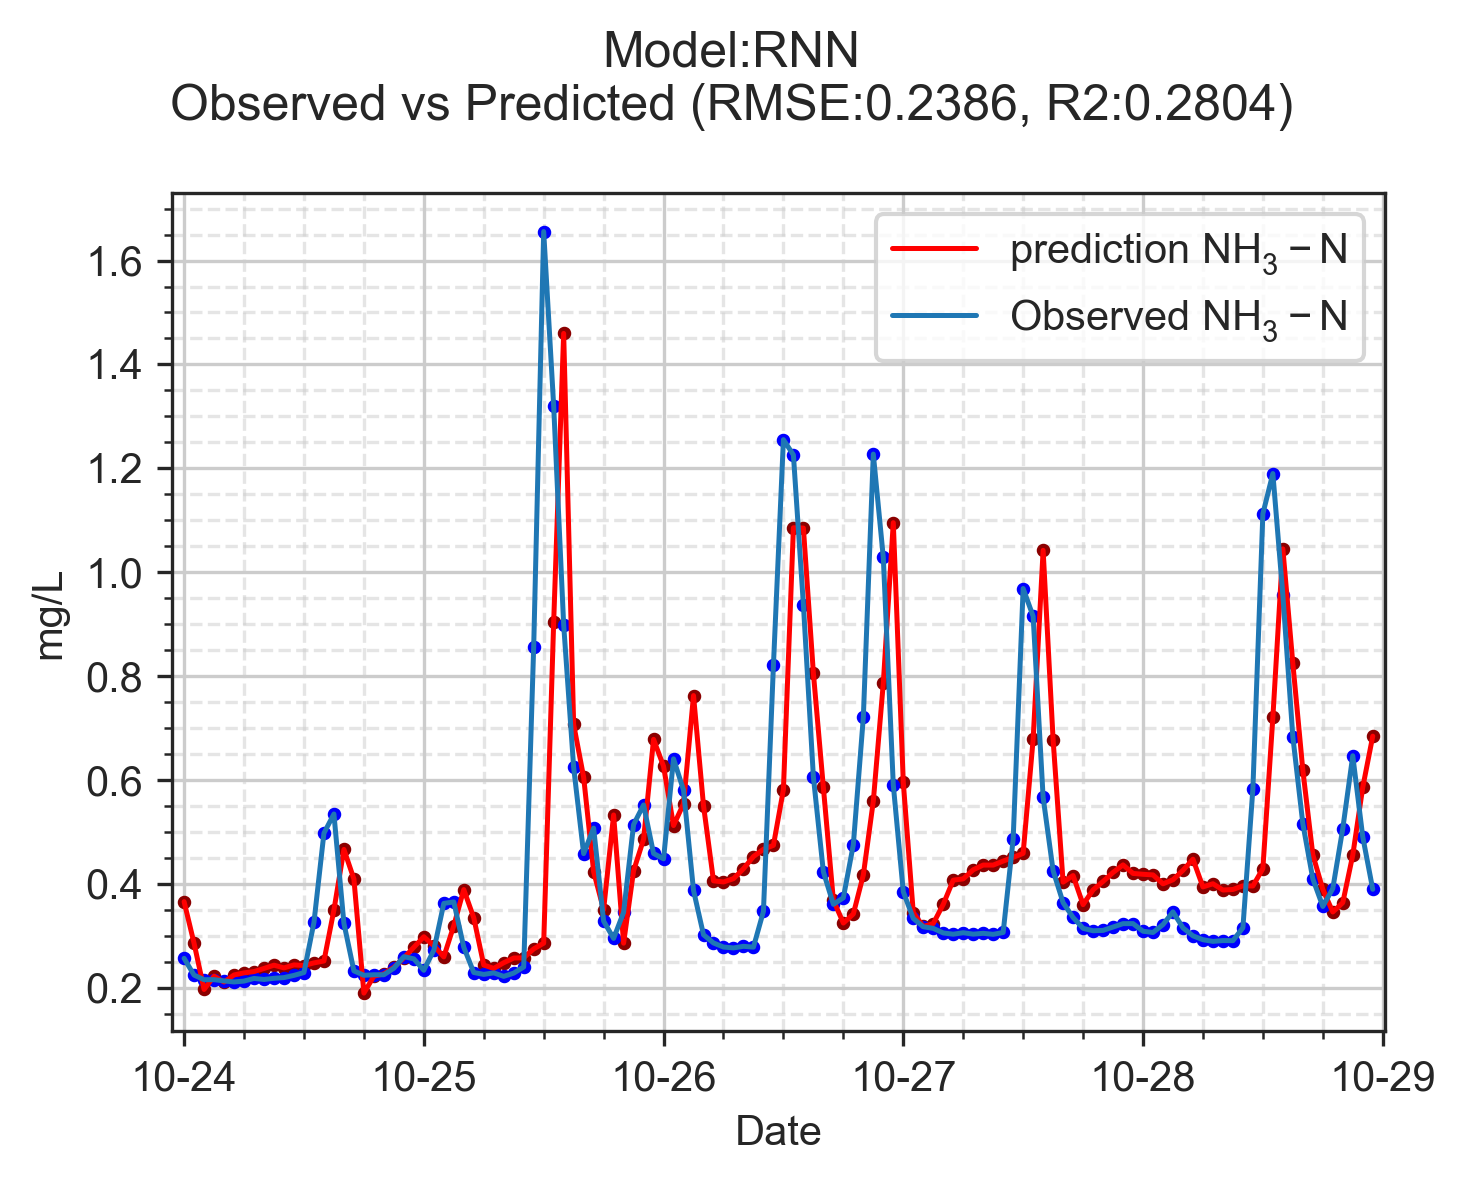 Model:RNN
Observed vs Predicted (RMSE:0.2386, R2:0.2804)
prediction NH₃ − N
Observed NH₃ − N
1.6
1.4
1.2
1.0
0.8
0.6
0.4
0.2
mg/L
10-24 10-25 10-26 10-27 10-28 10-29
Date